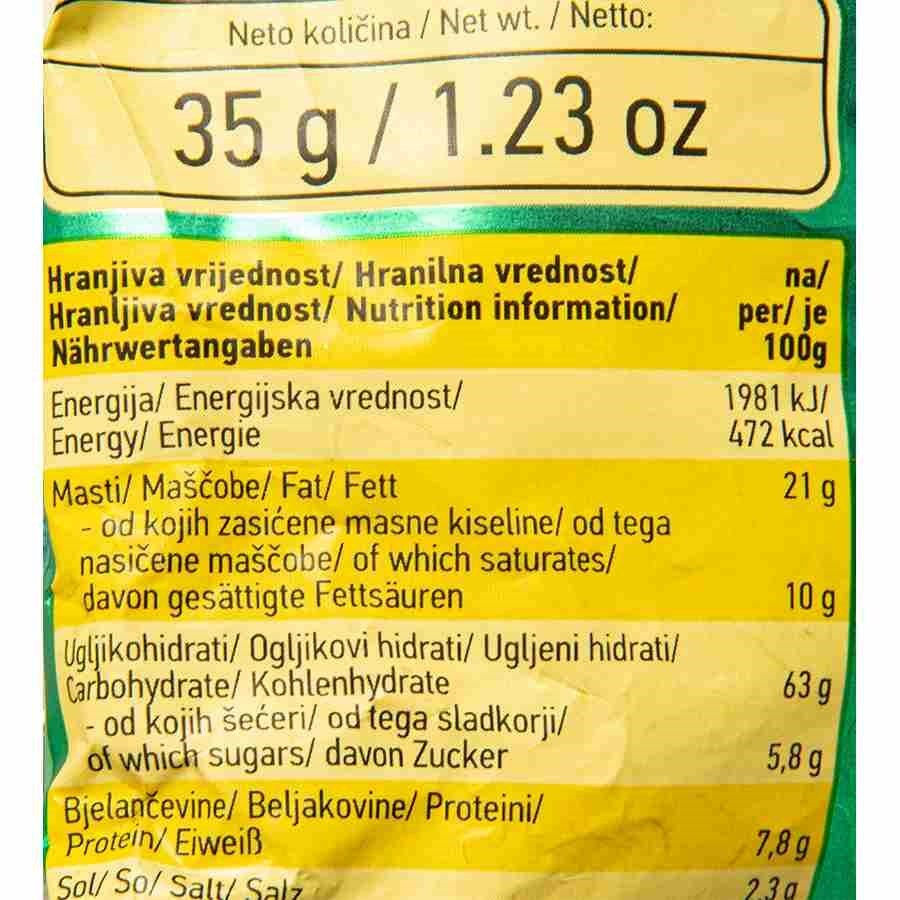 Neto količina / Net wt. / Netto:
35 g / 1.23 oz
Hranjiva vrijednost/ Hranilna vrednost/ na/
Hranljiva vrednost/ Nutrition information/ per/ je
Nährwertangaben 100g
Energija/ Energijska vrednost/ 1981 kJ/
Energy/ Energie 472 kcal
Masti/ Maščobe/ Fat/ Fett 21 g
- od kojih zasićene masne kiseline/ od tega
nasičene maščobe/ of which saturates/
davon gesättigte Fettsäuren 10 g
Ugljikohidrati/ Ogljikovi hidrati/ Ugljeni hidrati/
Carbohydrate/ Kohlenhydrate 63 g
- od kojih šećeri/ od tega sladkorji/
of which sugars/ davon Zucker 5,8 g
Bjelančevine/ Beljakovine/ Proteini/
Protein/ Eiweiß 7,8 g
Sol/ So/ Salt/ Salz 2,3 g